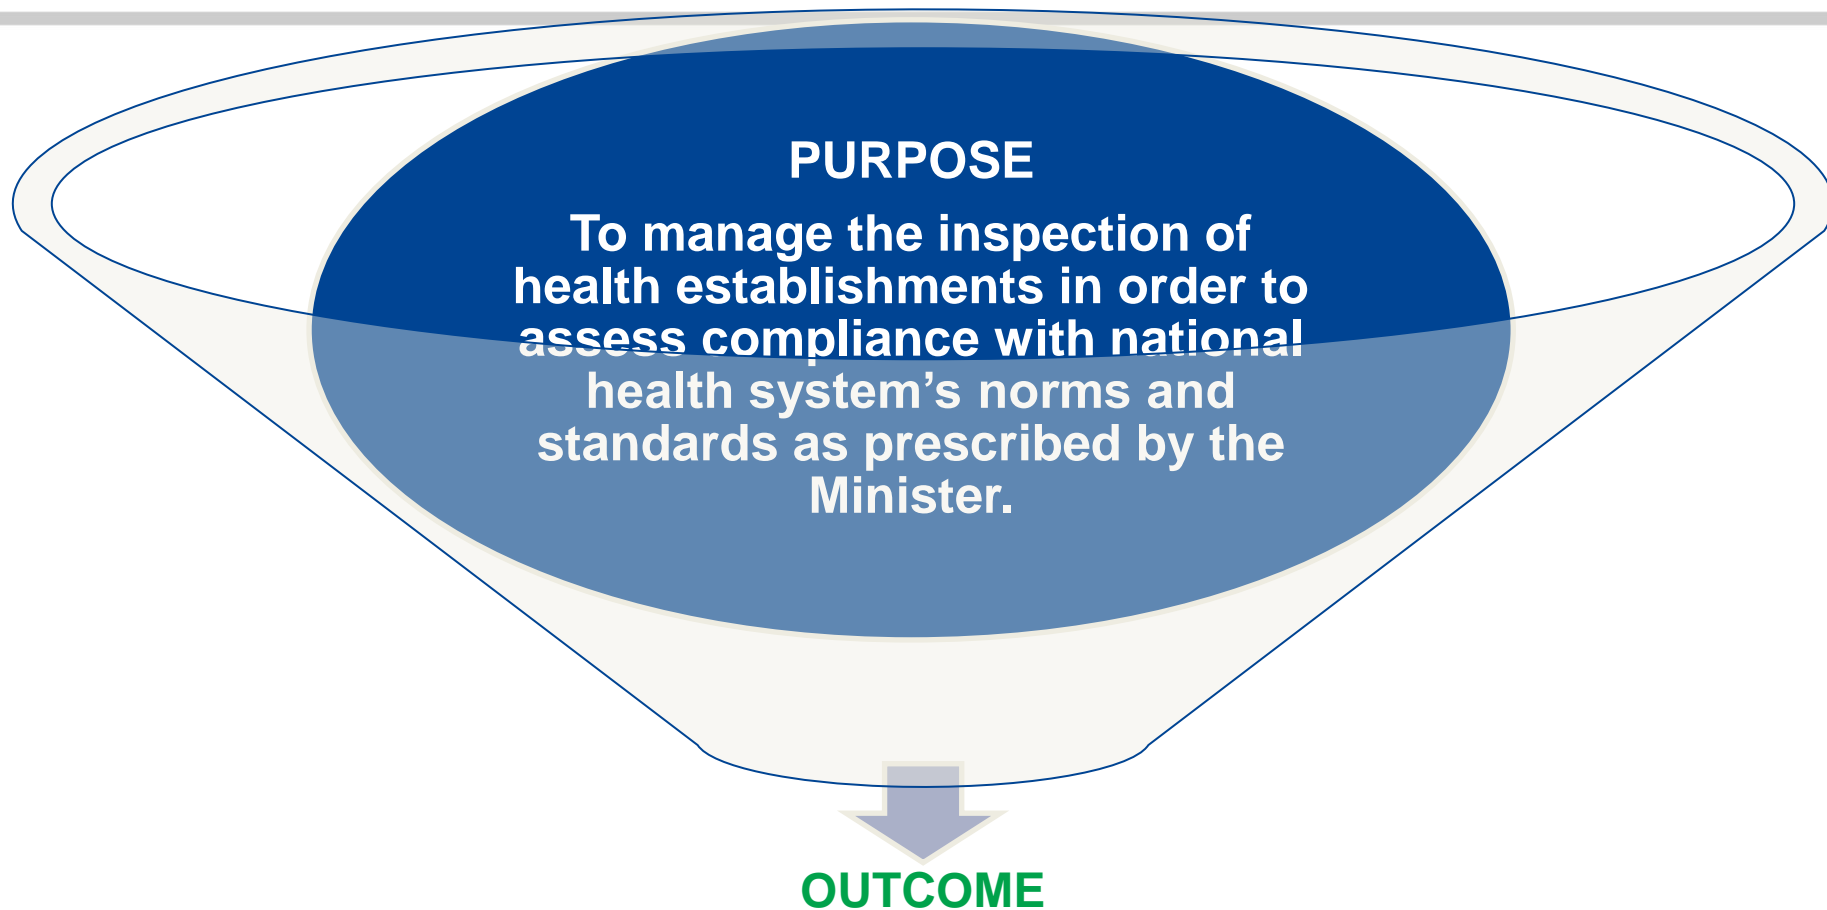 PURPOSE
To manage the inspection of
health establishments in order to
assess compliance with national
health system’s norms and
standards as prescribed by the
Minister.
OUTCOME